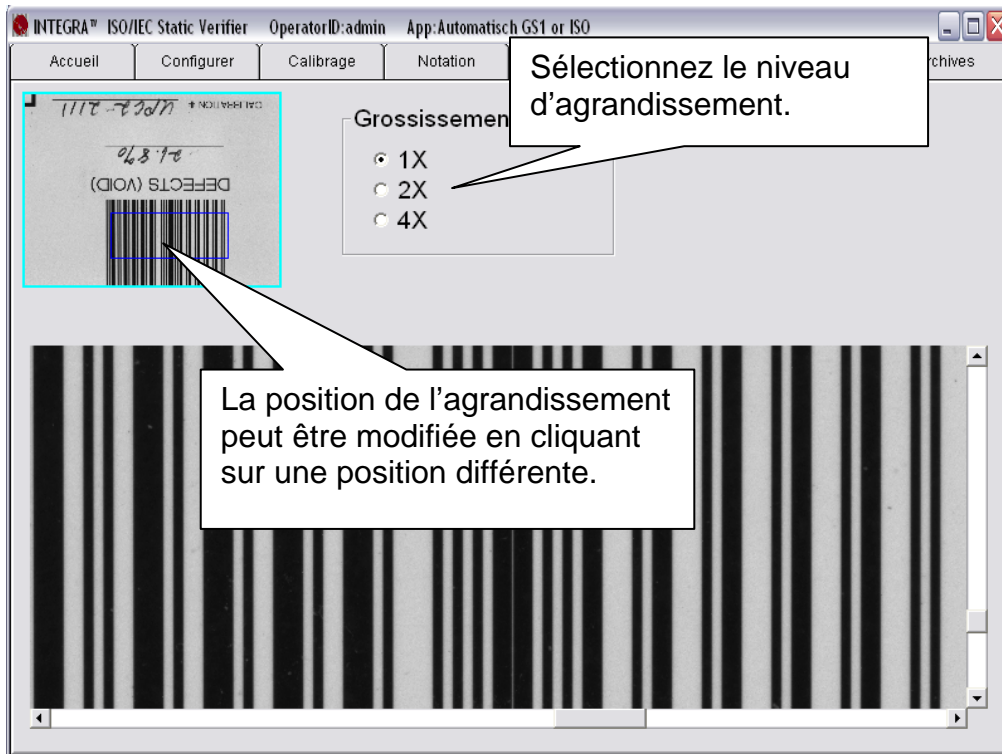 INTEGRA™ ISO/IEC Static Verifier OperatorID:admin App:Automatisch GS1 or ISO
Accueil Configurer Calibrage Notation chives
Sélectionnez le niveau
d’agrandissement.
CALIBRATION # NOLIVEBITVO
Grossissemen
1X
2X
4X
DEFECTS (VOID)
La position de l’agrandissement
peut être modifiée en cliquant
sur une position différente.